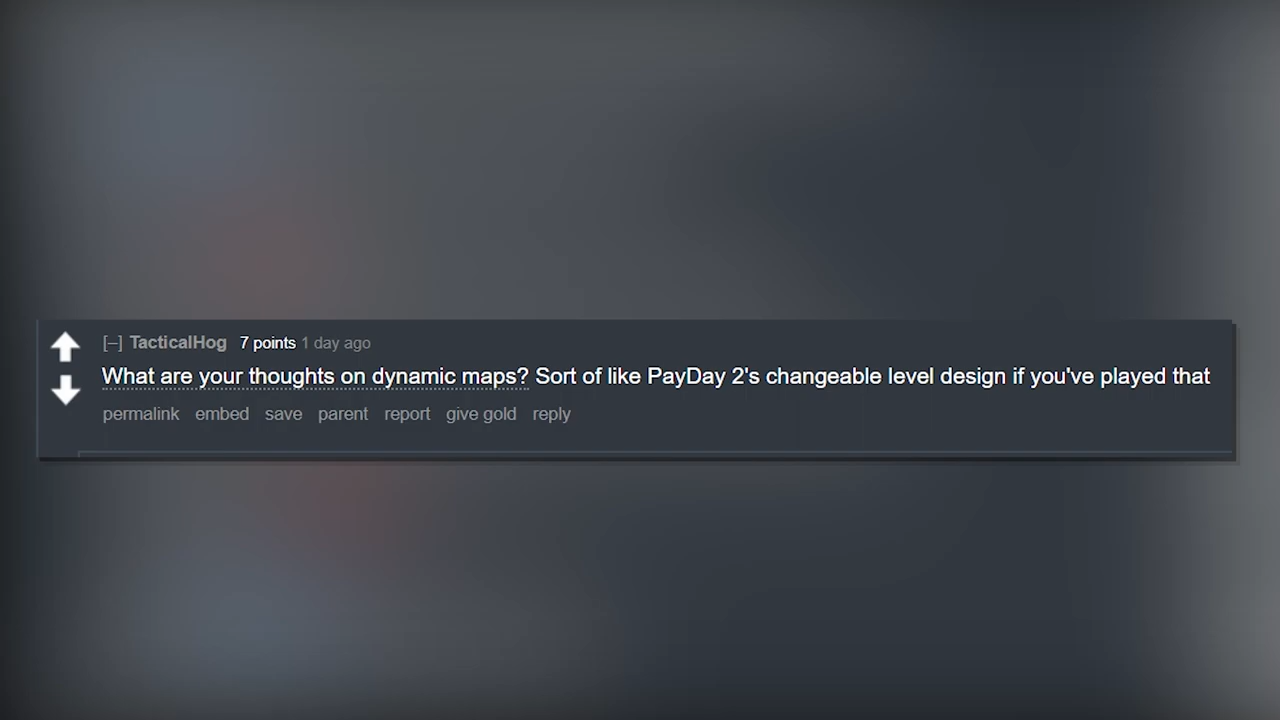 [–] TacticalHog 7 points 1 day ago
What are your thoughts on dynamic maps? Sort of like PayDay 2's changeable level design if you've played that
permalink embed save parent report give gold reply